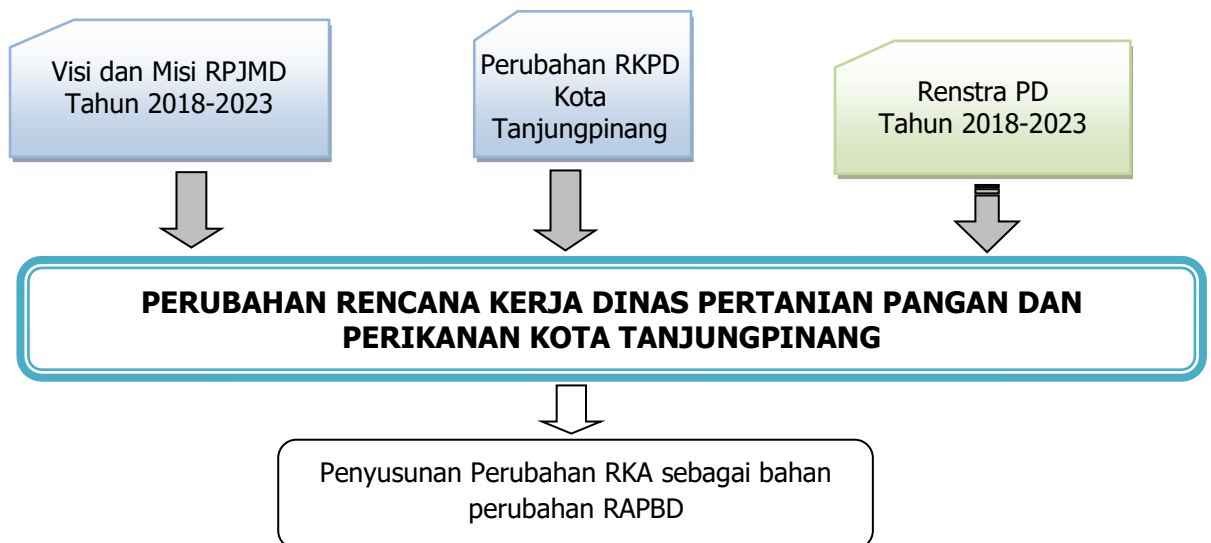 Visi dan Misi RPJMD
Tahun 2018-2023
Perubahan RKPD
Kota
Tanjungpinang
Renstra PD
Tahun 2018-2023
PERUBAHAN RENCANA KERJA DINAS PERTANIAN PANGAN DAN
PERIKANAN KOTA TANJUNGPINANG
Penyusunan Perubahan RKA sebagai bahan
perubahan RAPBD